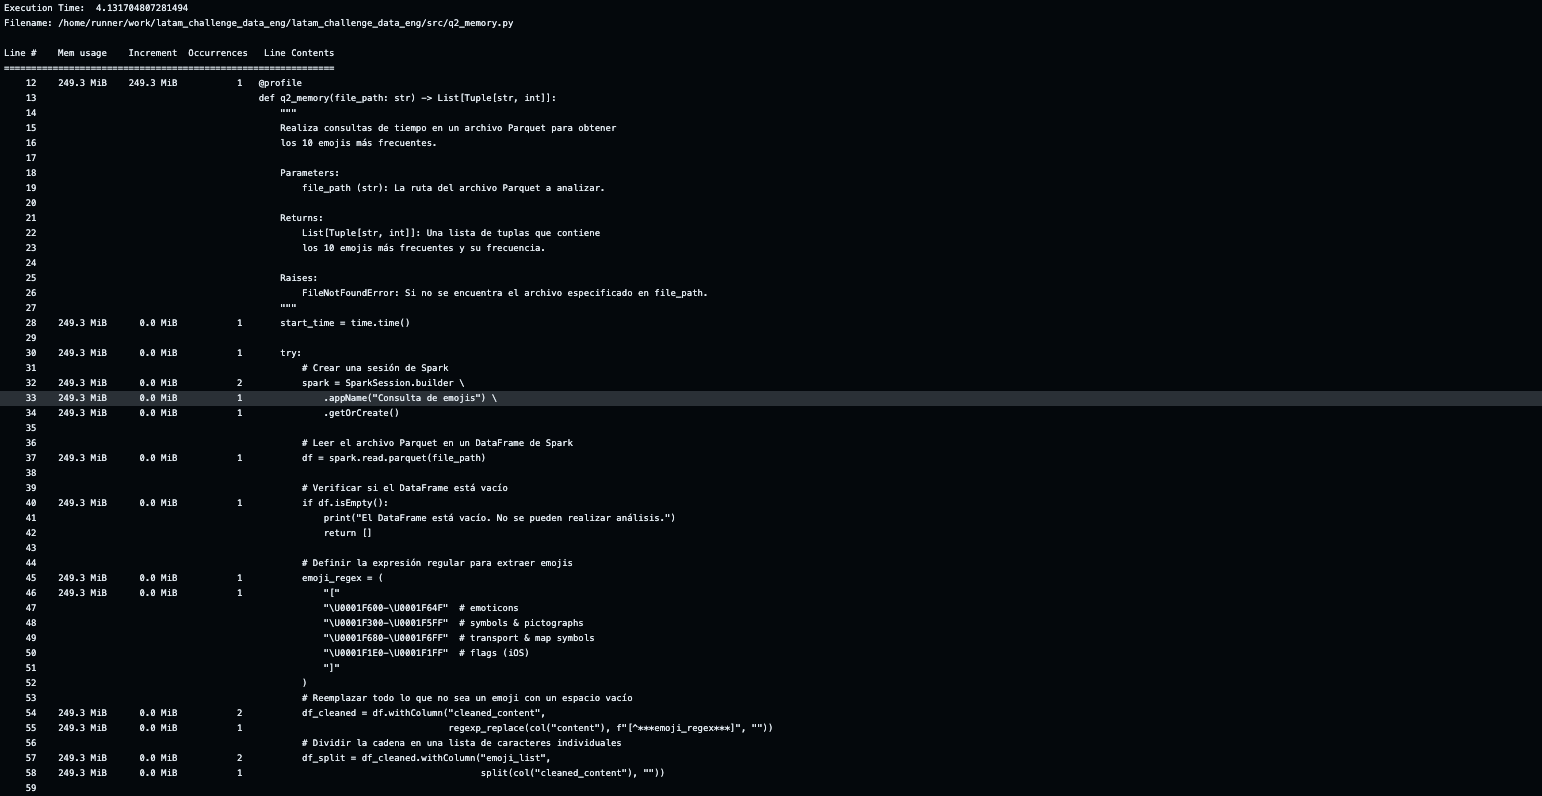 Execution Time:  4.131704807281494
Filename: /home/runner/work/latam_challenge_data_eng/latam_challenge_data_eng/src/q2_memory.py
Line #    Mem usage    Increment  Occurrences   Line Contents
=============================================================
    12    249.3 MiB    249.3 MiB           1   @profile
    13                                         def q2_memory(file_path: str) -> List[Tuple[str, int]]:
    14                                             """
    15                                             Realiza consultas de tiempo en un archivo Parquet para obtener
    16                                             los 10 emojis más frecuentes.
    17
    18                                             Parameters:
    19                                                 file_path (str): La ruta del archivo Parquet a analizar.
    20
    21                                             Returns:
    22                                                 List[Tuple[str, int]]: Una lista de tuplas que contiene
    23                                                 los 10 emojis más frecuentes y su frecuencia.
    24
    25                                             Raises:
    26                                                 FileNotFoundError: Si no se encuentra el archivo especificado en file_path.
    27                                             """
    28    249.3 MiB      0.0 MiB           1       start_time = time.time()
    29
    30    249.3 MiB      0.0 MiB           1       try:
    31                                                 # Crear una sesión de Spark
    32    249.3 MiB      0.0 MiB           2           spark = SparkSession.builder \
    33    249.3 MiB      0.0 MiB           1               .appName("Consulta de emojis") \
    34    249.3 MiB      0.0 MiB           1               .getOrCreate()
    35
    36                                                 # Leer el archivo Parquet en un DataFrame de Spark
    37    249.3 MiB      0.0 MiB           1           df = spark.read.parquet(file_path)
    38
    39                                                 # Verificar si el DataFrame está vacío
    40    249.3 MiB      0.0 MiB           1           if df.isEmpty():
    41                                                     print("El DataFrame está vacío. No se pueden realizar análisis.")
    42                                                     return []
    43
    44                                                 # Definir la expresión regular para extraer emojis
    45    249.3 MiB      0.0 MiB           1           emoji_regex = (
    46    249.3 MiB      0.0 MiB           1               "["
    47                                                     "\U0001F600-\U0001F64F"  # emoticons
    48                                                     "\U0001F300-\U0001F5FF"  # symbols & pictographs
    49                                                     "\U0001F680-\U0001F6FF"  # transport & map symbols
    50                                                     "\U0001F1E0-\U0001F1FF"  # flags (iOS)
    51                                                     "]"
    52                                                 )
    53                                                 # Reemplazar todo lo que no sea un emoji con un espacio vacío
    54    249.3 MiB      0.0 MiB           2           df_cleaned = df.withColumn("cleaned_content",
    55    249.3 MiB      0.0 MiB           1                                      regexp_replace(col("content"), f"[^***emoji_regex***]", ""))
    56                                                 # Dividir la cadena en una lista de caracteres individuales
    57    249.3 MiB      0.0 MiB           2           df_split = df_cleaned.withColumn("emoji_list",
    58    249.3 MiB      0.0 MiB           1                                            split(col("cleaned_content"), ""))
    59